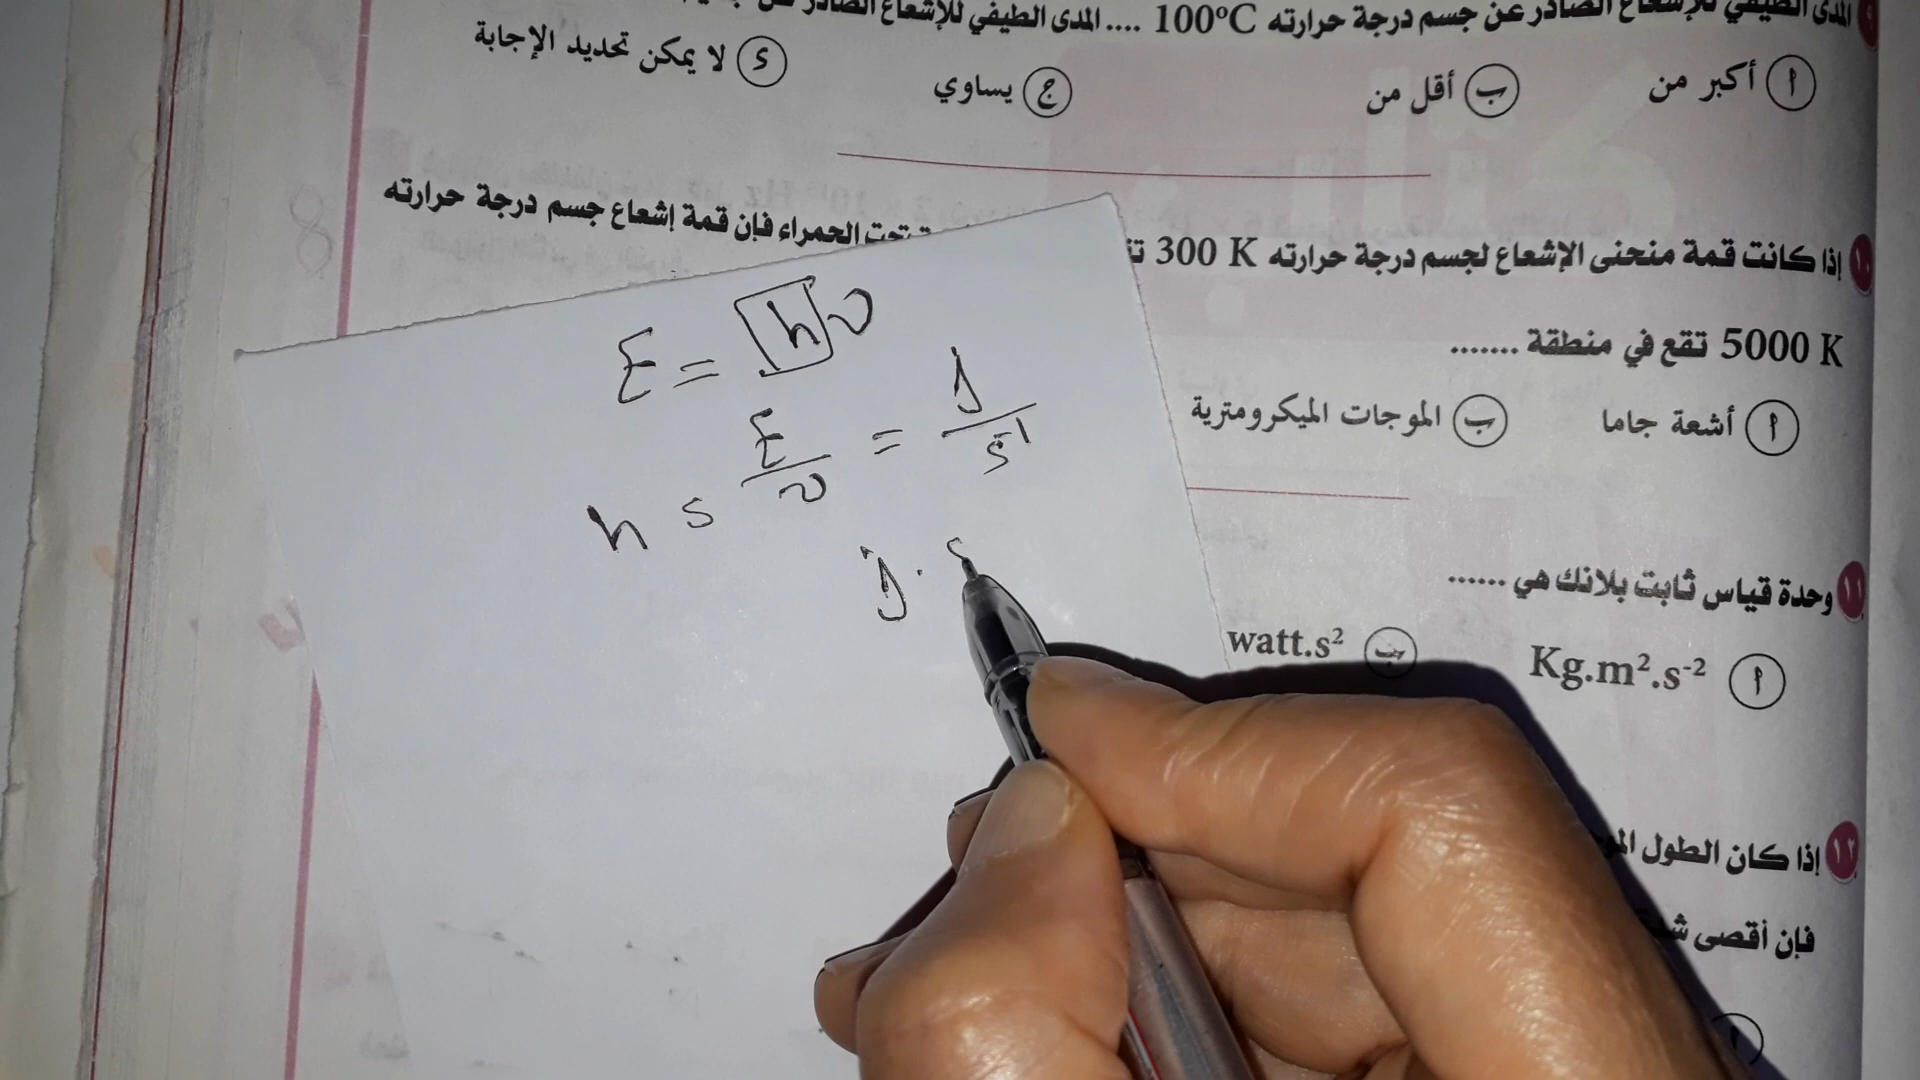 المدى الطيفي للإشعاع الصادر عن جسم درجة حرارته 100°C .... المدى الطيفي للإشعاع الصادر عن
أ أكبر من ب أقل من ج يساوي د لا يمكن تحديد الإجابة
١٠ إذا كانت قمة منحنى الإشعاع لجسم درجة حرارته 300 K تحت الحمراء فإن قمة إشعاع جسم درجة حرارته
5000 K تقع في منطقة .......
أ أشعة جاما ب الموجات الميكرومترية
١١ وحدة قياس ثابت بلانك هي ......
أ Kg.m².s⁻² ب watt.s²
١٢ إذا كان الطول
فإن أقصى
E = h υ
h = E/υ = J/s⁻¹
J . s